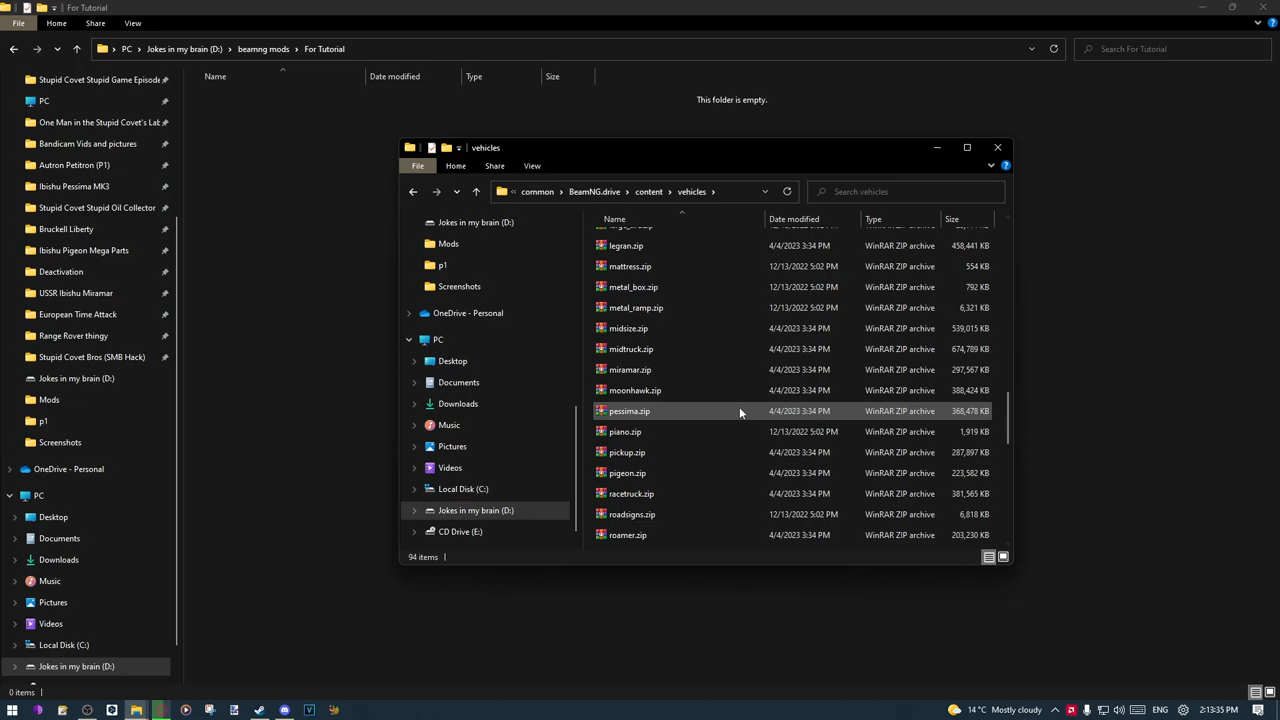 For Tutorial
File Home Share View
PC Jokes in my brain (D:) beamng mods For Tutorial
Search For Tutorial
Name Date modified Type Size
This folder is empty.
Stupid Covet Stupid Game Episode
PC
One Man in the Stupid Covet's Lab
Bandicam Vids and pictures
Autron Petitron (P1)
Ibishu Pessima MK3
Stupid Covet Stupid Oil Collector
Bruckell Liberty
Ibishu Pigeon Mega Parts
Deactivation
USSR Ibishu Miramar
European Time Attack
Range Rover thingy
Stupid Covet Bros (SMB Hack)
Jokes in my brain (D:)
Mods
p1
Screenshots
OneDrive - Personal
PC
Desktop
Documents
Downloads
Music
Pictures
Videos
Local Disk (C:)
Jokes in my brain (D:)
0 items
vehicles
File Home Share View
« common BeamNG.drive content vehicles
Search vehicles
Jokes in my brain (D:)
Mods
p1
Screenshots
OneDrive - Personal
PC
Desktop
Documents
Downloads
Music
Pictures
Videos
Local Disk (C:)
Jokes in my brain (D:)
CD Drive (E:)
Name Date modified Type Size
legran.zip 4/4/2023 3:34 PM WinRAR ZIP archive 458,441 KB
mattress.zip 12/13/2022 5:02 PM WinRAR ZIP archive 554 KB
metal_box.zip 12/13/2022 5:02 PM WinRAR ZIP archive 792 KB
metal_ramp.zip 12/13/2022 5:02 PM WinRAR ZIP archive 6,321 KB
midsize.zip 4/4/2023 3:34 PM WinRAR ZIP archive 539,015 KB
midtruck.zip 4/4/2023 3:34 PM WinRAR ZIP archive 674,789 KB
miramar.zip 4/4/2023 3:34 PM WinRAR ZIP archive 297,567 KB
moonhawk.zip 4/4/2023 3:34 PM WinRAR ZIP archive 388,424 KB
pessima.zip 4/4/2023 3:34 PM WinRAR ZIP archive 368,478 KB
piano.zip 12/13/2022 5:02 PM WinRAR ZIP archive 1,919 KB
pickup.zip 4/4/2023 3:34 PM WinRAR ZIP archive 287,897 KB
pigeon.zip 4/4/2023 3:34 PM WinRAR ZIP archive 223,582 KB
racetruck.zip 4/4/2023 3:34 PM WinRAR ZIP archive 381,565 KB
roadsigns.zip 12/13/2022 5:02 PM WinRAR ZIP archive 6,818 KB
roamer.zip 4/4/2023 3:34 PM WinRAR ZIP archive 203,230 KB
94 items
14 °C Mostly cloudy ENG 2:13:35 PM